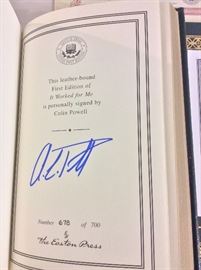 This leather-bound
First Edition of
It Worked for Me
is personally signed by
Colin Powell
Number 678 of 700
by
The Easton Press